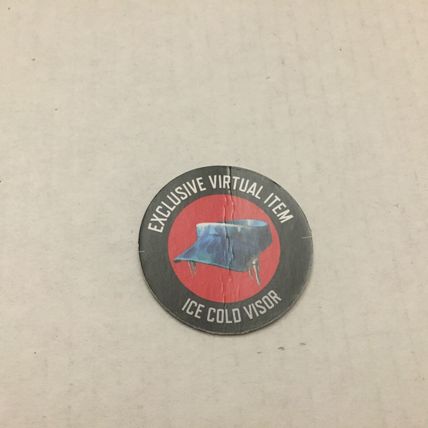 EXCLUSIVE VIRTUAL ITEM
ICE COLD VISOR